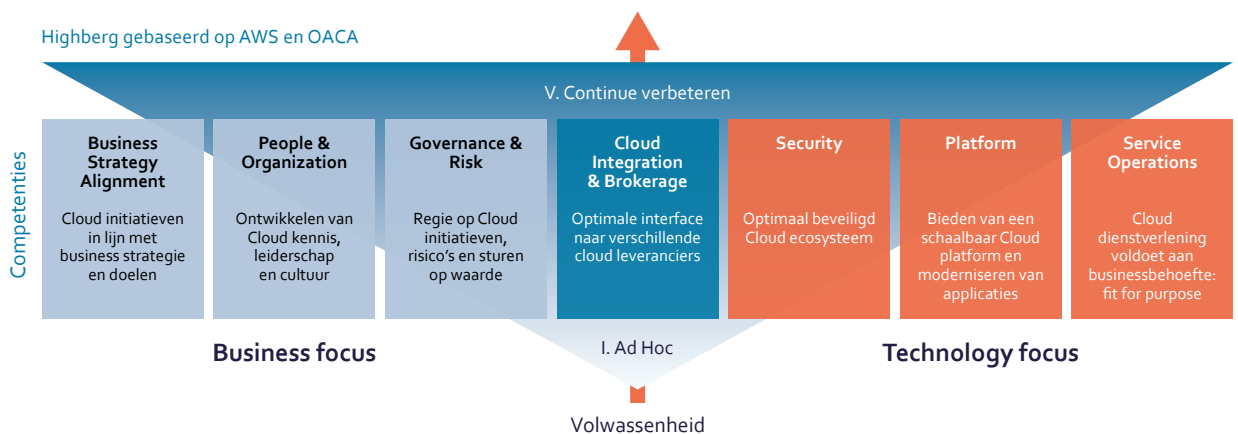 Highberg gebaseerd op AWS en OACA
V. Continue verbeteren
Competenties
Business
Strategy
Alignment
Cloud initiatieven
in lijn met
business strategie
en doelen
People &
Organization
Ontwikkelen van
Cloud kennis,
leiderschap
en cultuur
Governance &
Risk
Regie op Cloud
initiatieven,
risico's en sturen
op waarde
Cloud
Integration
& Brokerage
Optimale interface
naar verschillende
cloud leveranciers
Security
Optimaal beveiligd
Cloud ecosysteem
Platform
Bieden van een
schaalbaar Cloud
platform en
moderniseren van
applicaties
Service
Operations
Cloud
dienstverlening
voldoet aan
businessbehoefte:
fit for purpose
Business focus
I. Ad Hoc
Technology focus
Volwassenheid